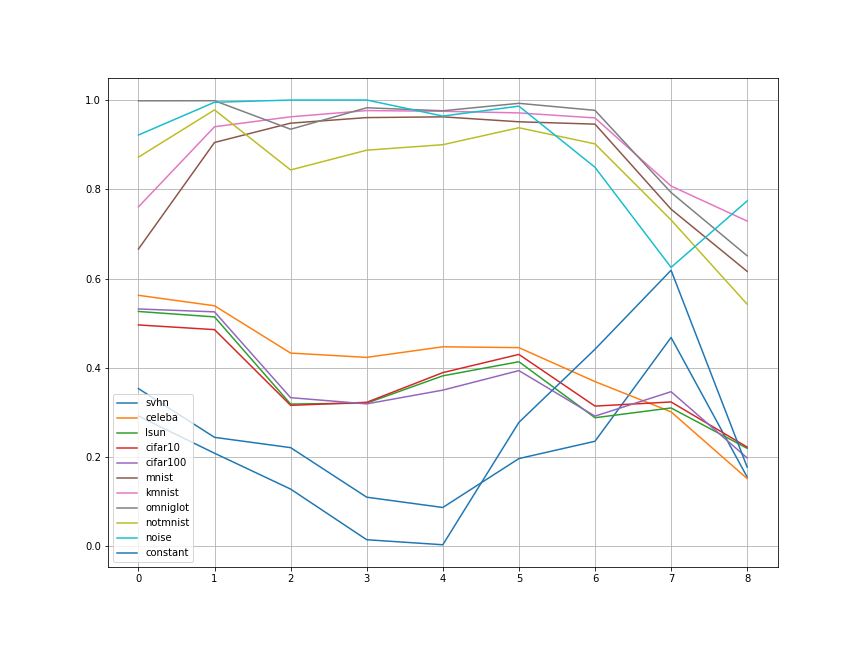 1.0
0.8
0.6
0.4
0.2
0.0
svhn
celeba
lsun
cifar10
cifar100
mnist
kmnist
omniglot
notmnist
noise
constant
0 1 2 3 4 5 6 7 8